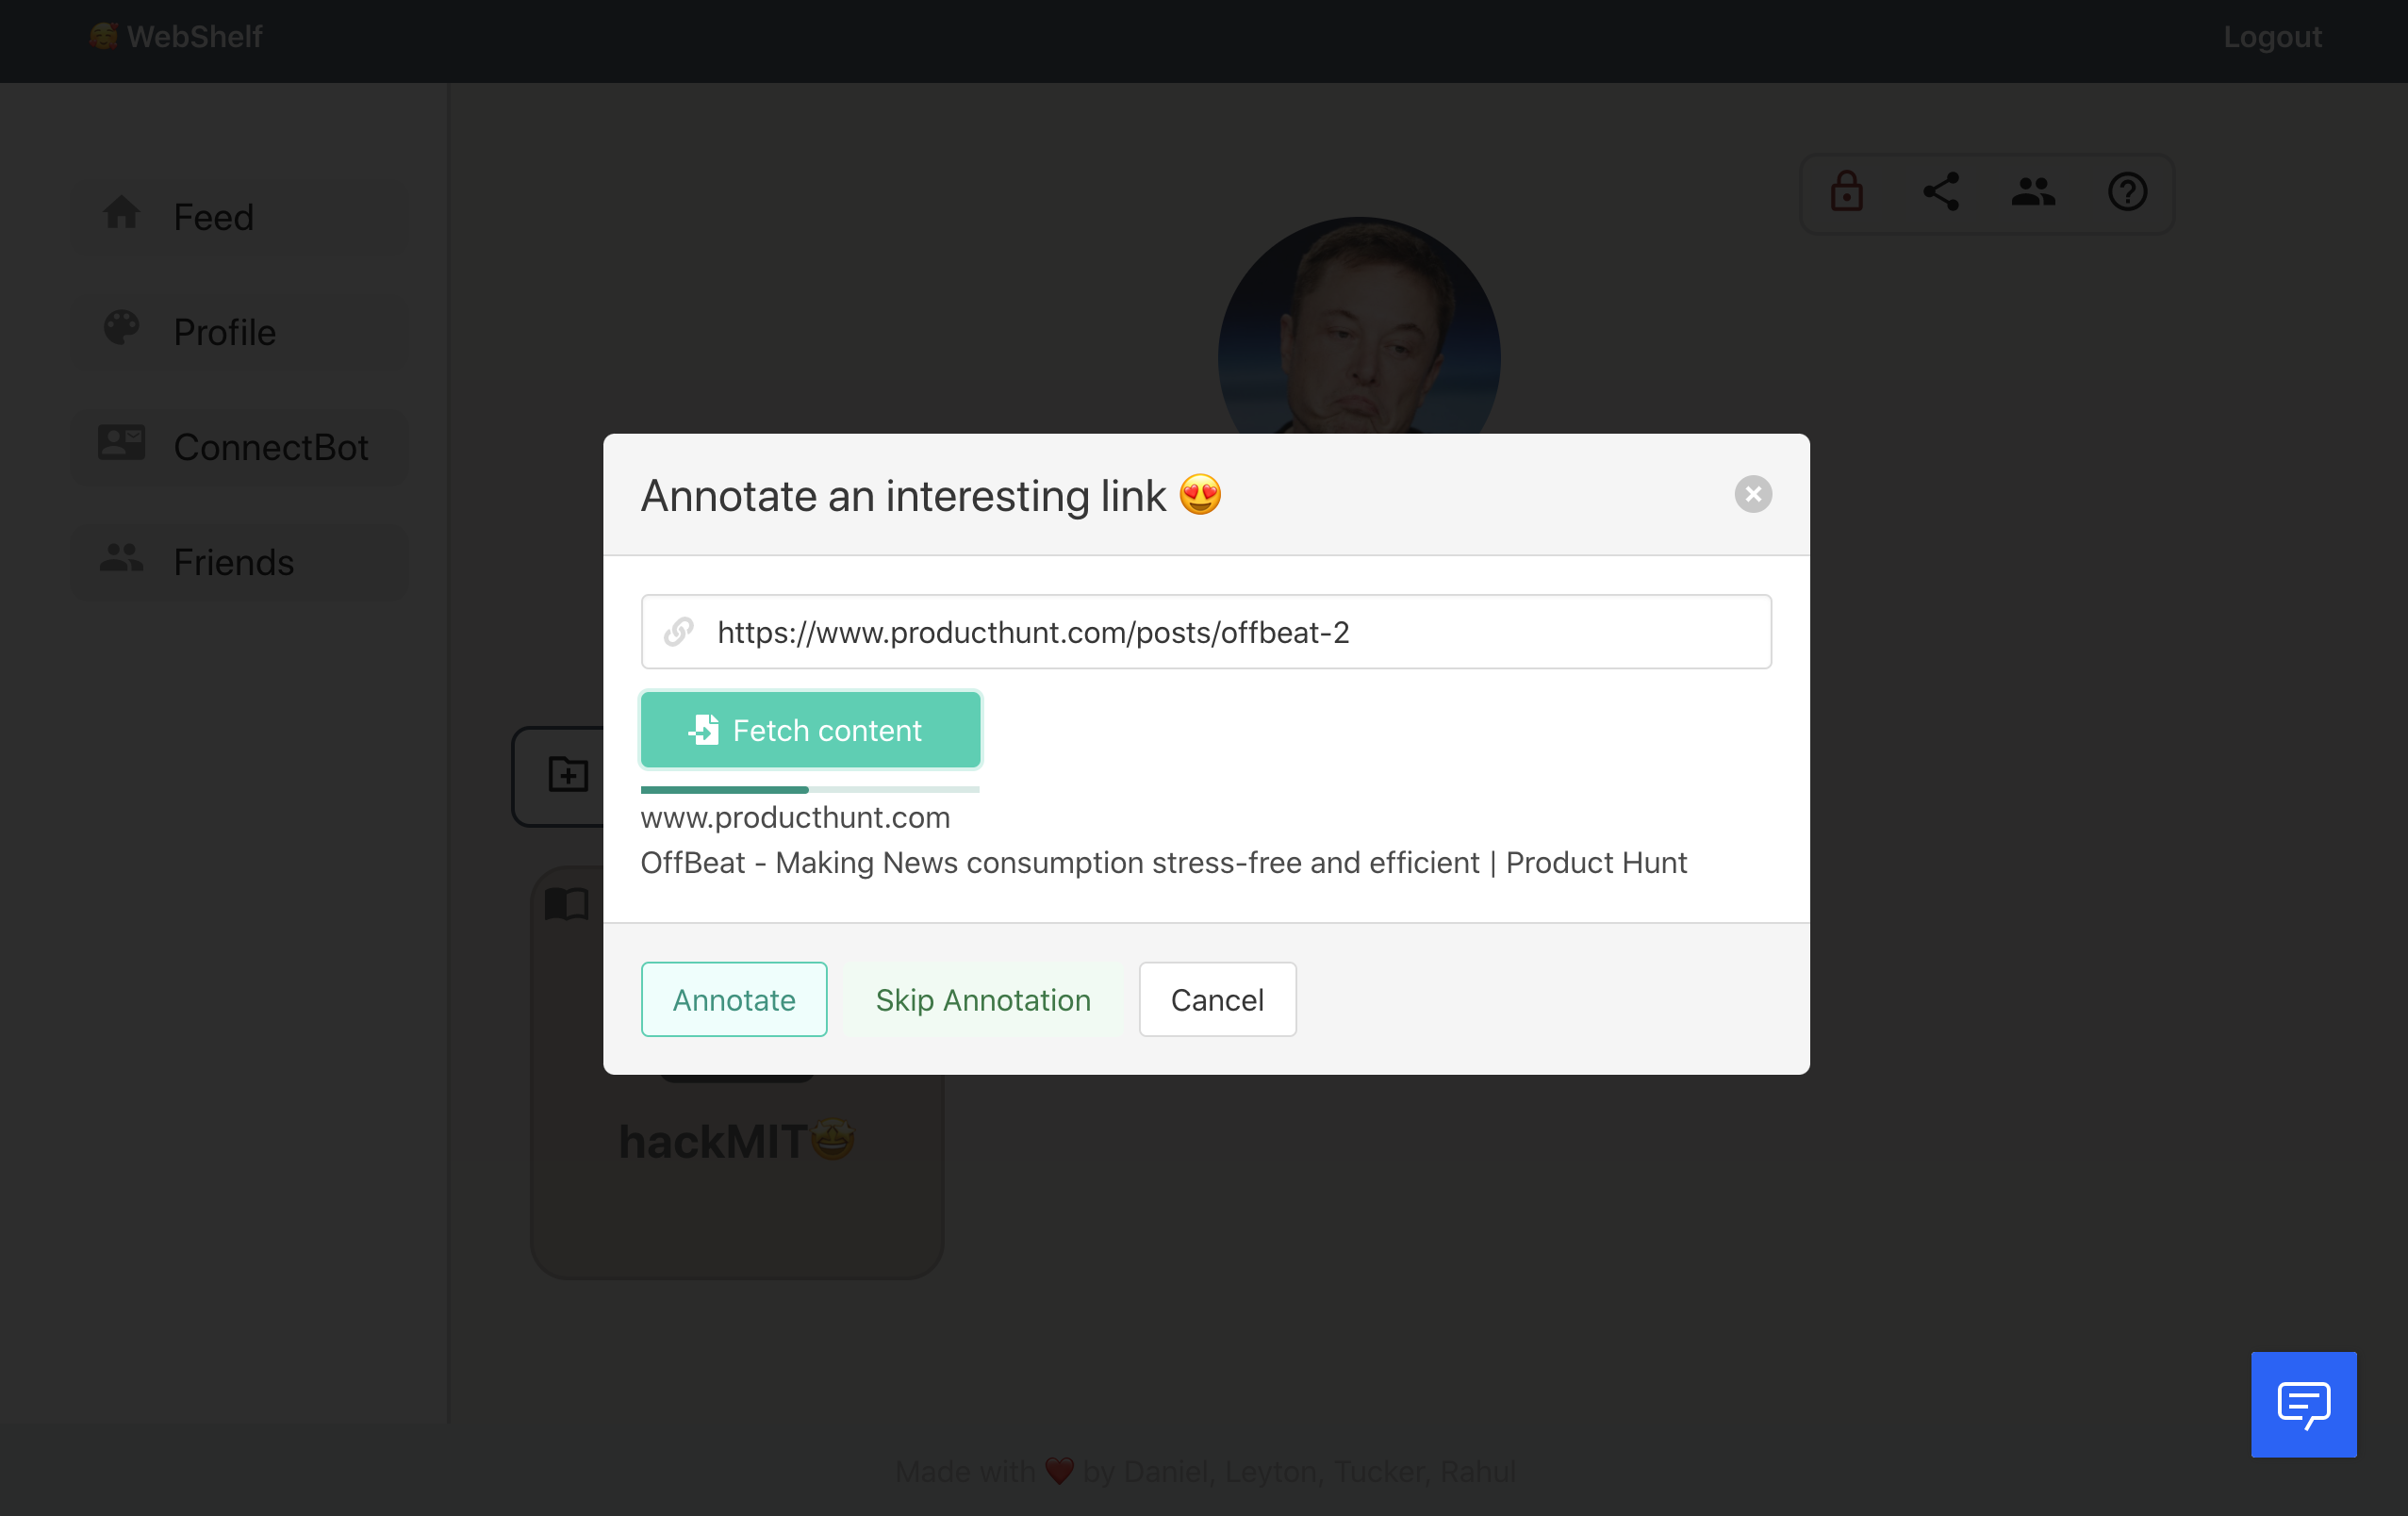 🥰 WebShelf
Logout
Feed
Profile
ConnectBot
Friends
Annotate an interesting link 😍
https://www.producthunt.com/posts/offbeat-2
Fetch content
www.producthunt.com
OffBeat - Making News consumption stress-free and efficient | Product Hunt
Annotate
Skip Annotation
Cancel
hackMIT🤩
Made with ❤️ by Daniel, Leyton, Tucker, Rahul